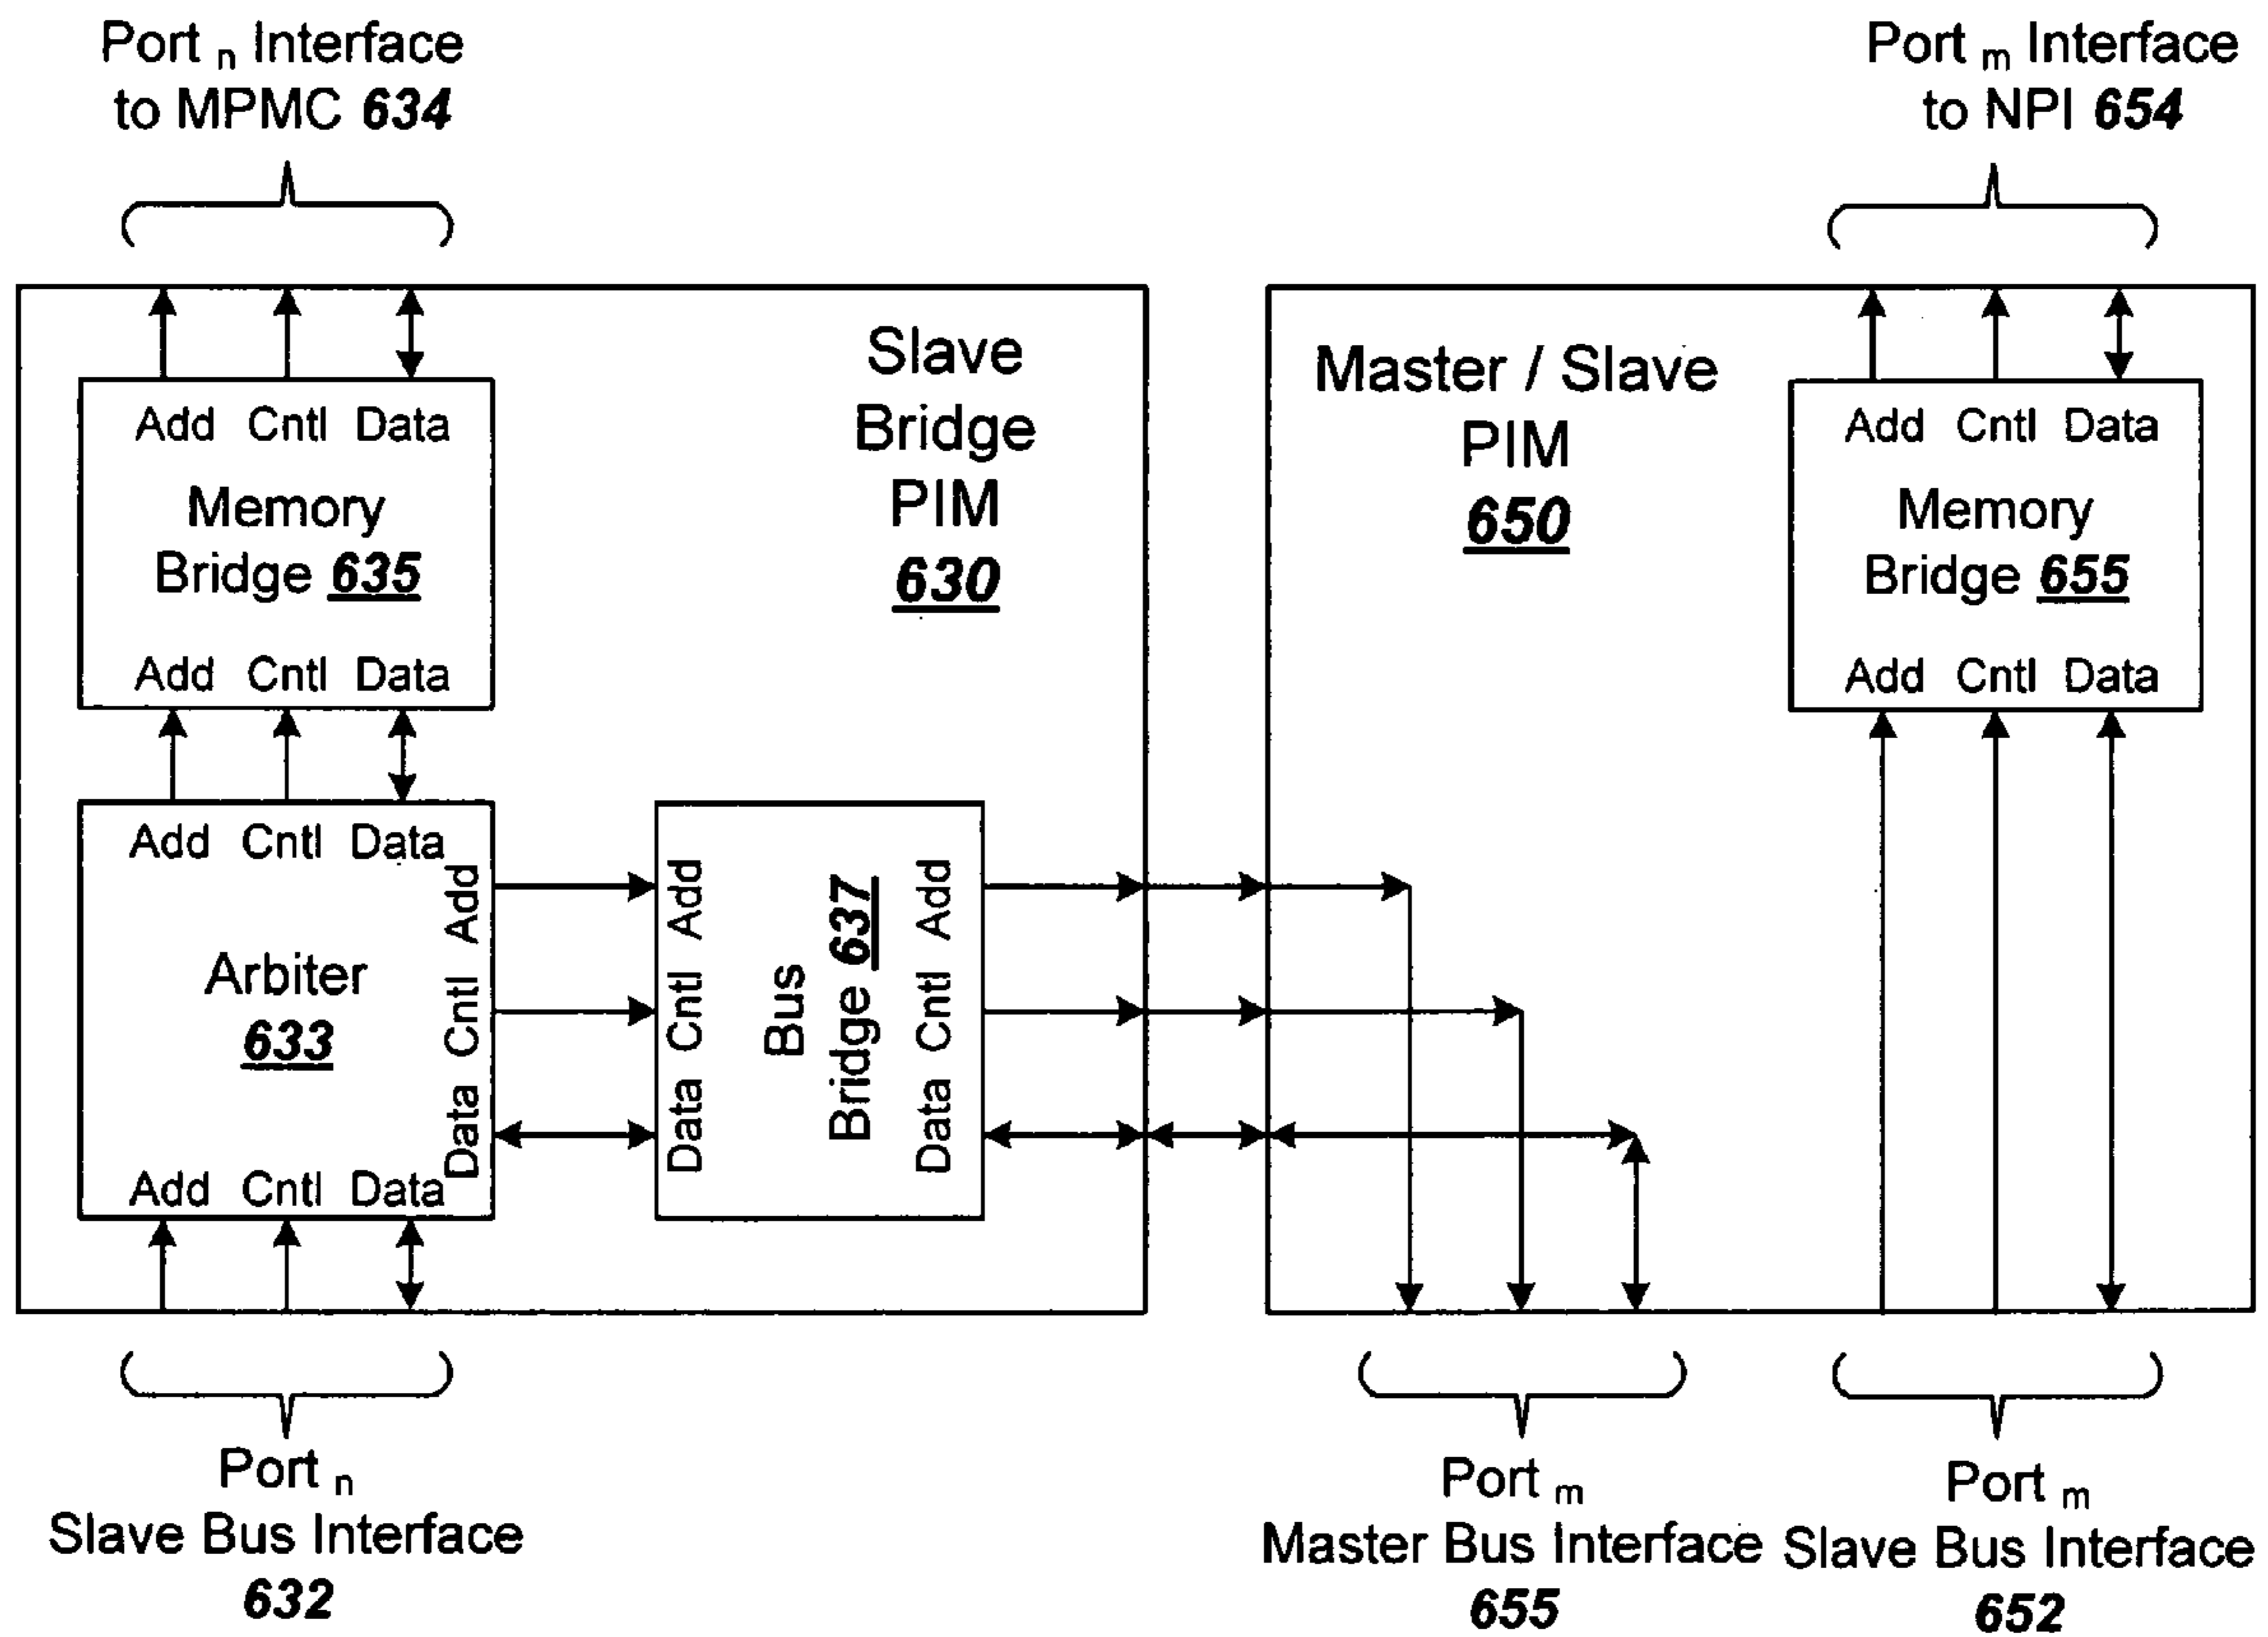 Port n Interface
to MPMC 634
Port m Interface
to NPI 654
Slave
Bridge
PIM
630
Add Cntl Data
Memory
Bridge 635
Add Cntl Data
Add Cntl Data
Arbiter
633
Add Cntl Data
Data Cntl Add
Data Cntl Add
Bus
Bridge 637
Data Cntl Add
Master / Slave
PIM
650
Add Cntl Data
Memory
Bridge 655
Add Cntl Data
Port n
Slave Bus Interface
632
Port m
Master Bus Interface
655
Port m
Slave Bus Interface
652